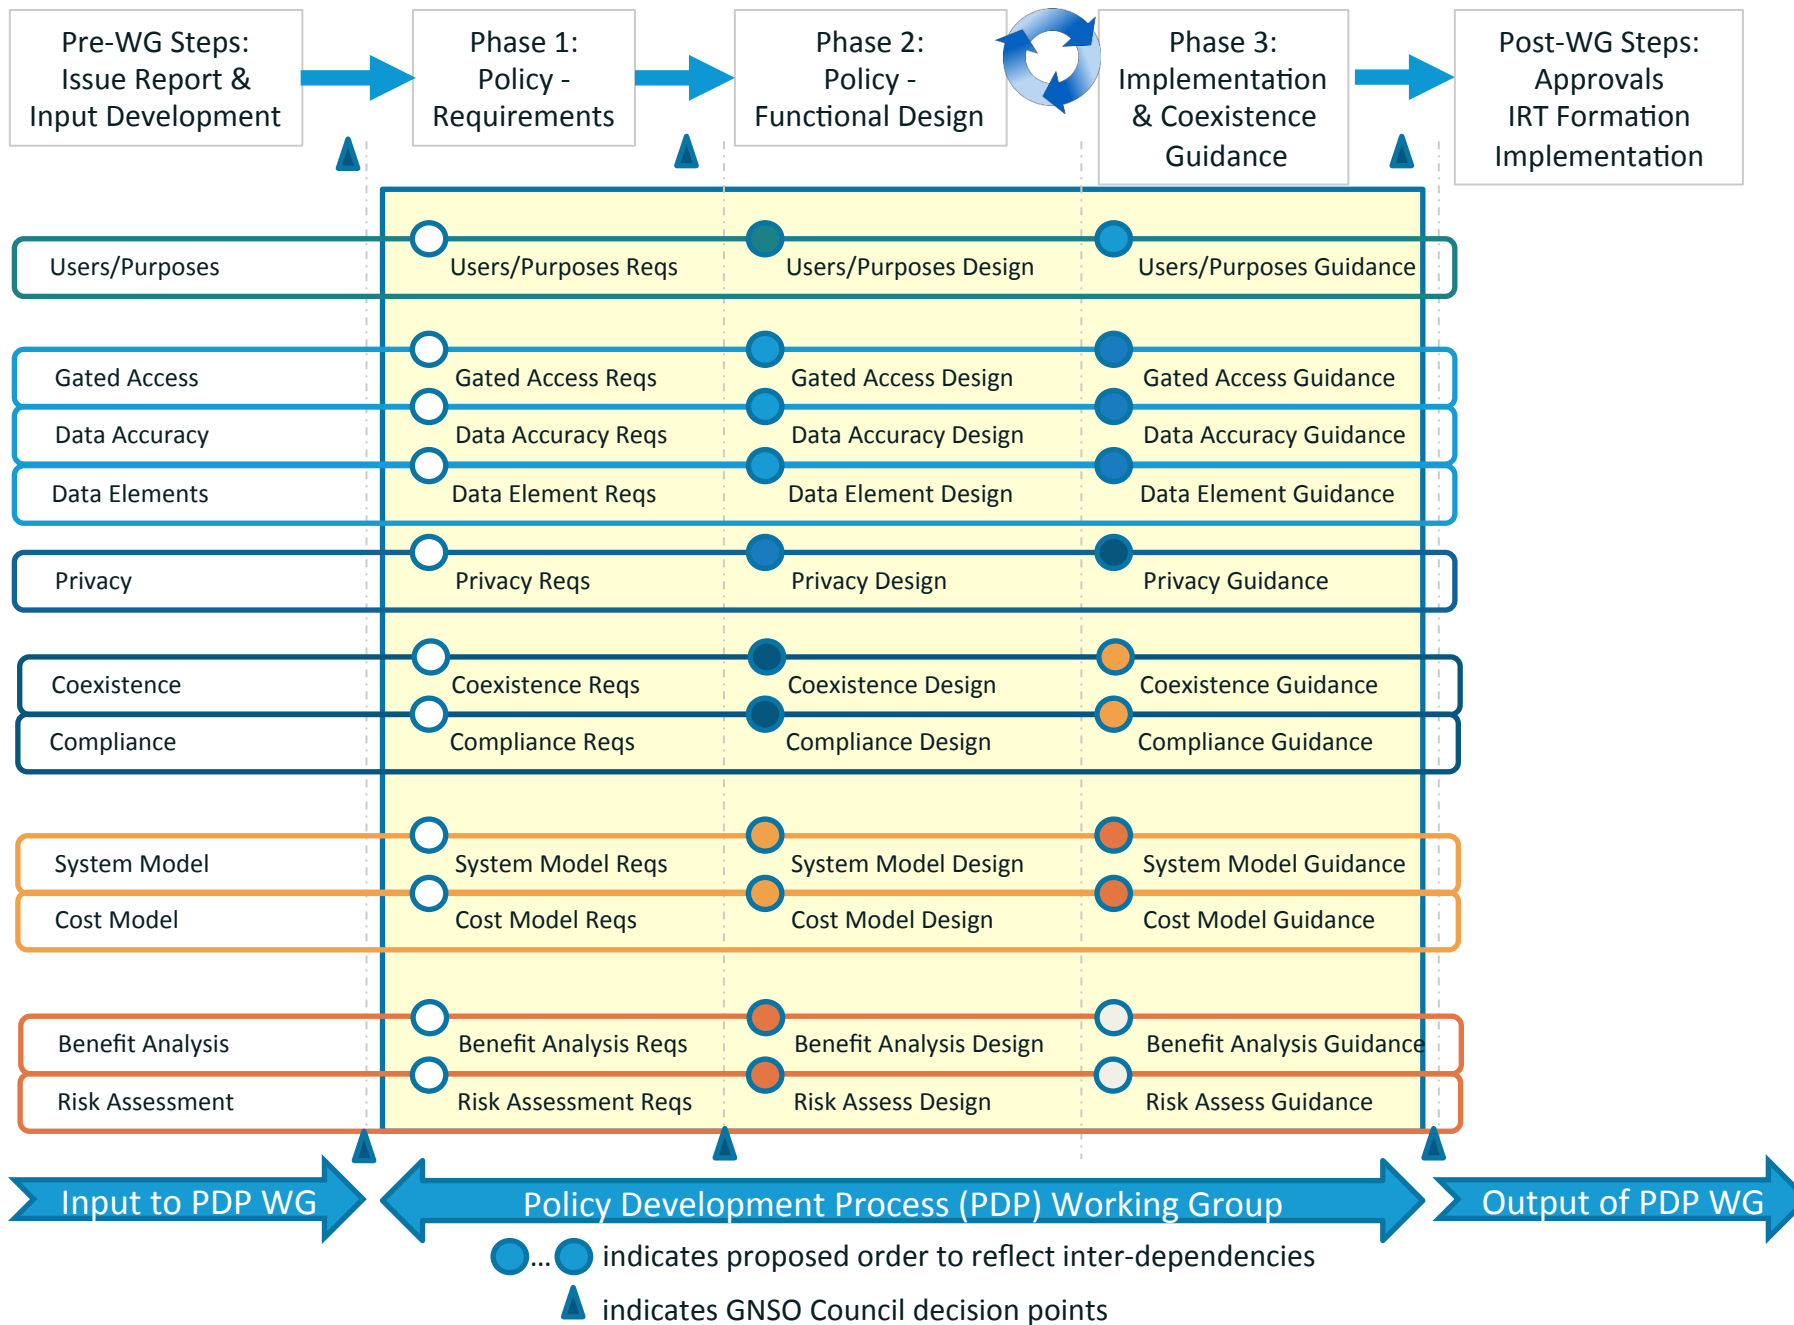 Pre-WG Steps:
Issue Report &
Input Development
Phase 1:
Policy -
Requirements
Phase 2:
Policy -
Functional Design
Phase 3:
Implementation
& Coexistence
Guidance
Post-WG Steps:
Approvals
IRT Formation
Implementation
Users/Purposes
Users/Purposes Reqs
Users/Purposes Design
Users/Purposes Guidance
Gated Access
Gated Access Reqs
Gated Access Design
Gated Access Guidance
Data Accuracy
Data Accuracy Reqs
Data Accuracy Design
Data Accuracy Guidance
Data Elements
Data Element Reqs
Data Element Design
Data Element Guidance
Privacy
Privacy Reqs
Privacy Design
Privacy Guidance
Coexistence
Coexistence Reqs
Coexistence Design
Coexistence Guidance
Compliance
Compliance Reqs
Compliance Design
Compliance Guidance
System Model
System Model Reqs
System Model Design
System Model Guidance
Cost Model
Cost Model Reqs
Cost Model Design
Cost Model Guidance
Benefit Analysis
Benefit Analysis Reqs
Benefit Analysis Design
Benefit Analysis Guidance
Risk Assessment
Risk Assessment Reqs
Risk Assess Design
Risk Assess Guidance
Input to PDP WG
Policy Development Process (PDP) Working Group
Output of PDP WG
... indicates proposed order to reflect inter-dependencies
indicates GNSO Council decision points